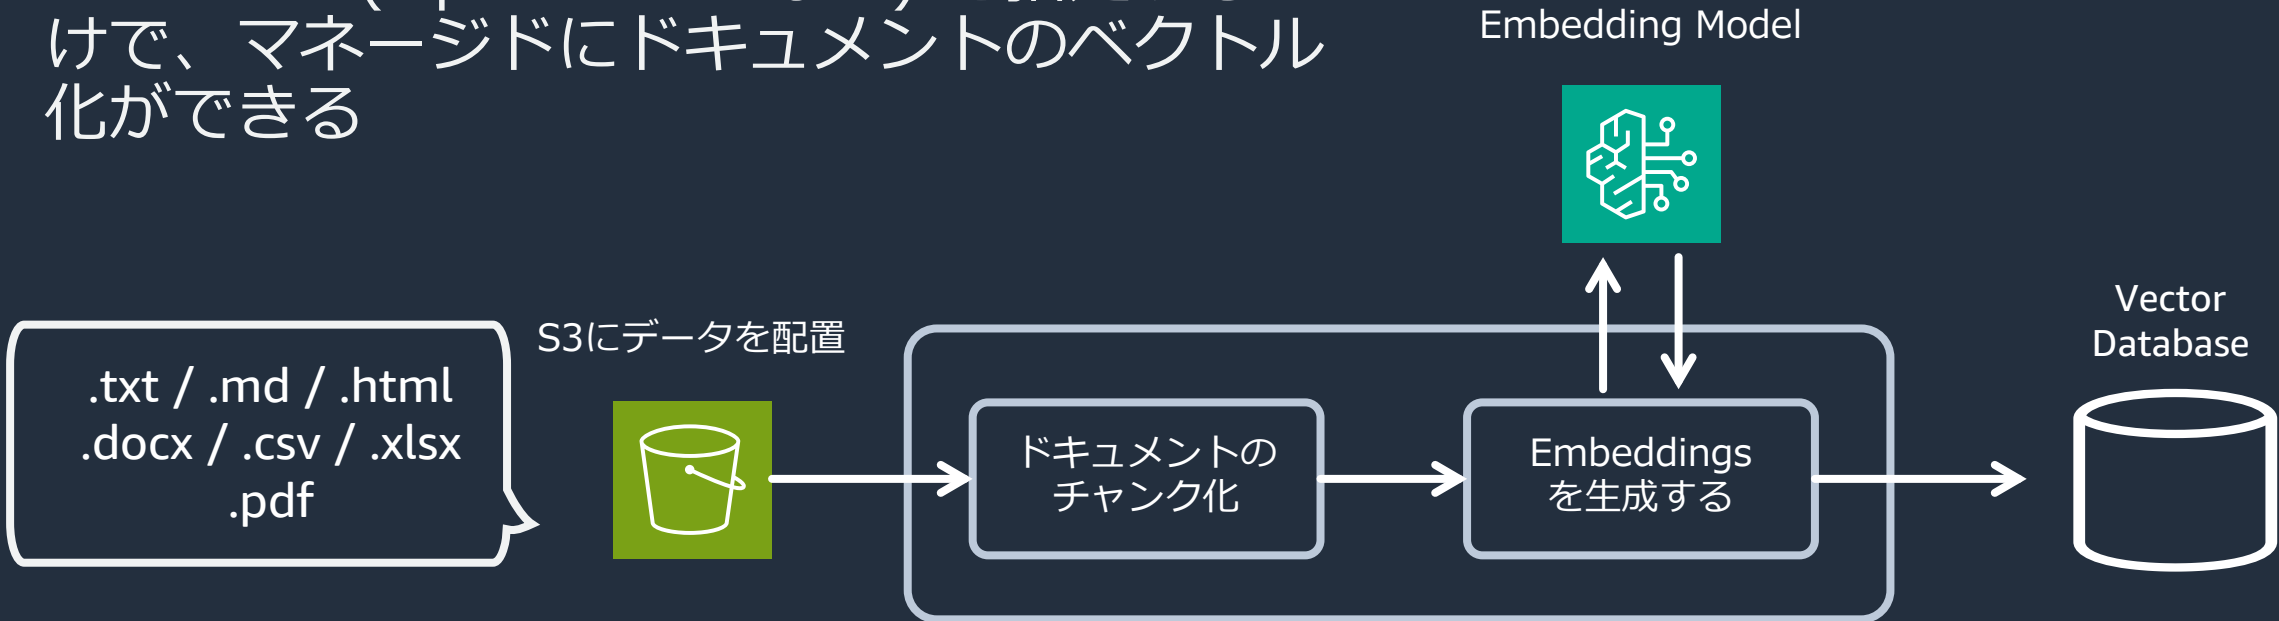 けで、マネージドにドキュメントのベクトル
化ができる
Embedding Model
S3にデータを配置
.txt / .md / .html
.docx / .csv / .xlsx
.pdf
ドキュメントの
チャンク化
Embeddings
を生成する
Vector
Database